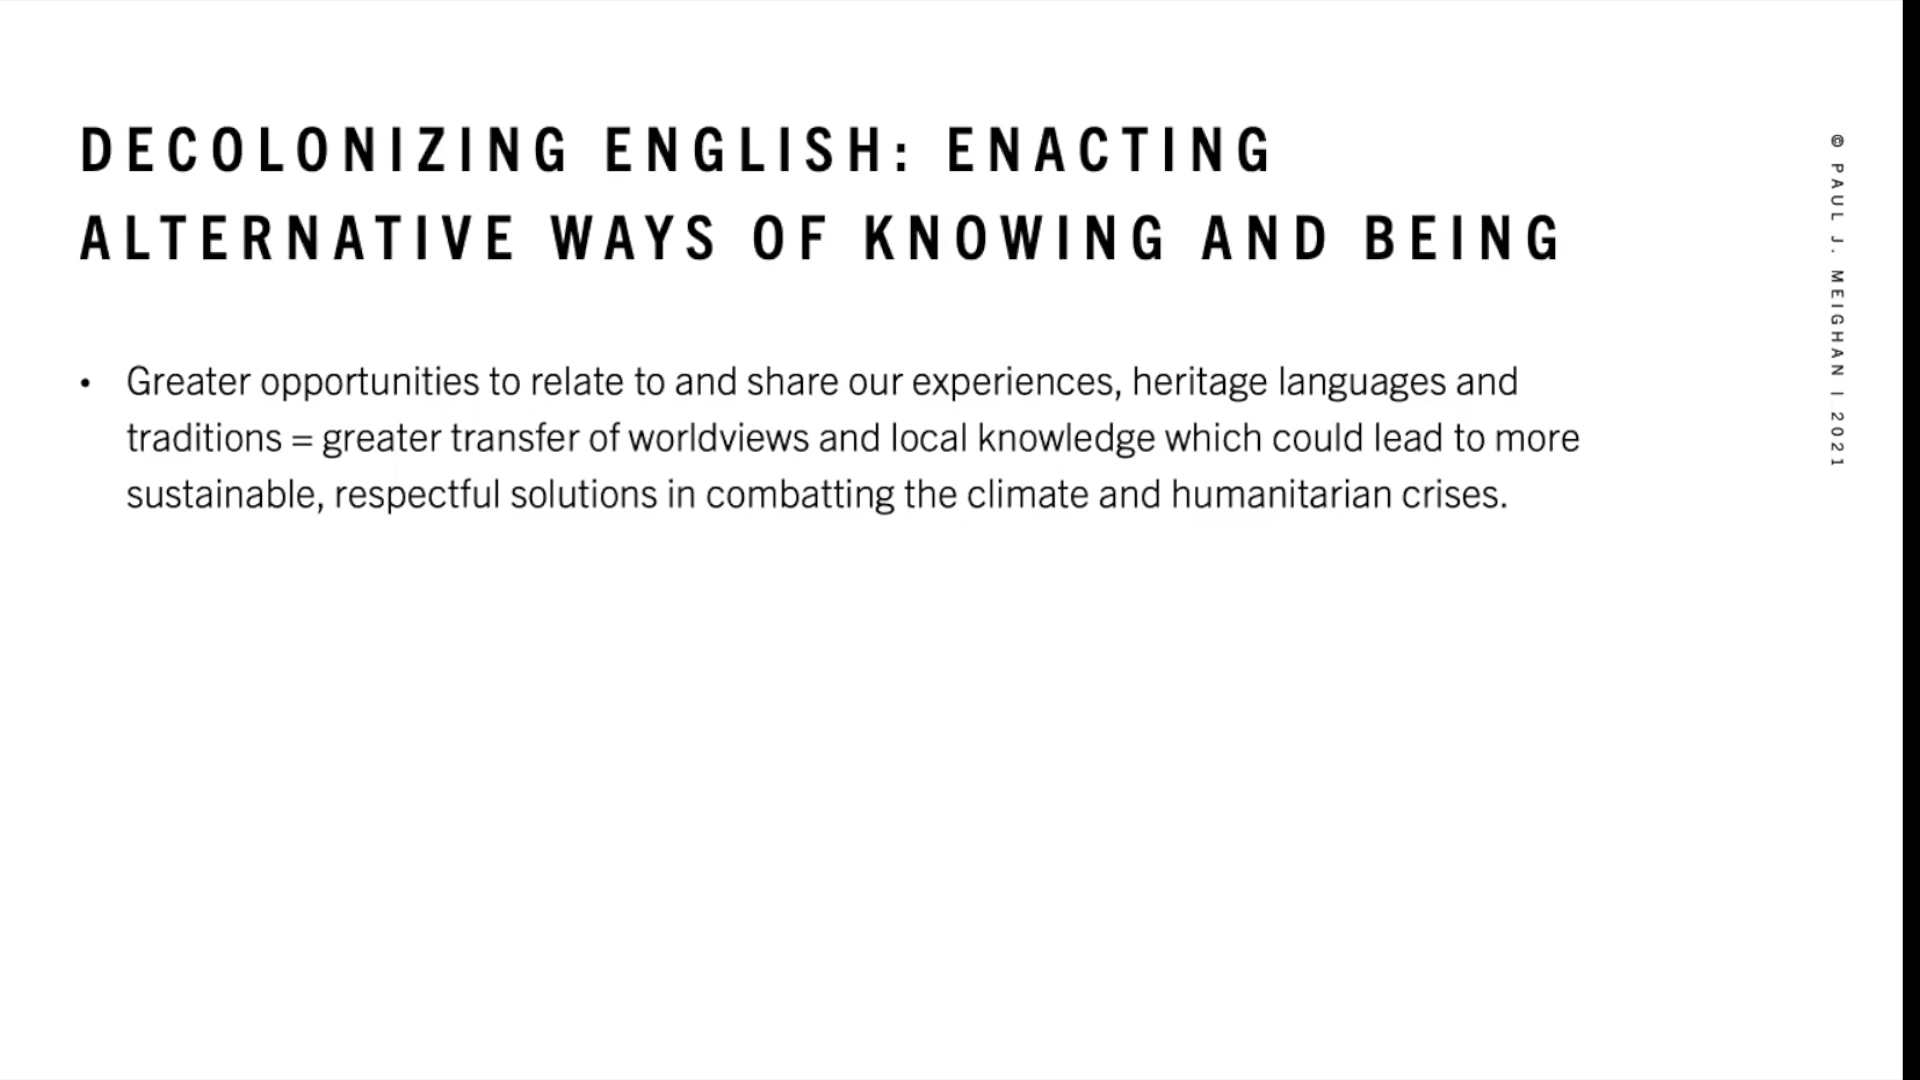 DECOLONIZING ENGLISH: ENACTING
ALTERNATIVE WAYS OF KNOWING AND BEING
• Greater opportunities to relate to and share our experiences, heritage languages and
traditions = greater transfer of worldviews and local knowledge which could lead to more
sustainable, respectful solutions in combatting the climate and humanitarian crises.
© PAUL J. MEIGHAN | 2021